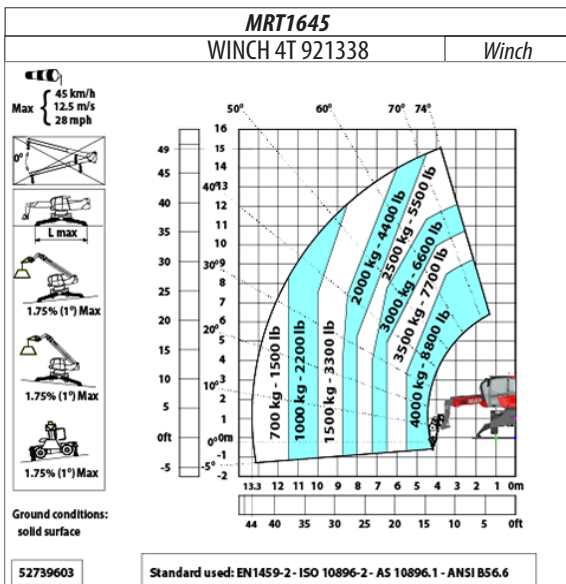 MRT1645
WINCH 4T 921338 Winch
Max { 45 km/h
12.5 m/s
28 mph
0°
L max
1.75% (1°) Max
1.75% (1°) Max
1.75% (1°) Max
Ground conditions:
solid surface
52739603
50° 60° 70° 74°
40°
30°
20°
10°
0°
-5°
49
45
40
35
30
25
20
15
10
5
0ft
-5
16
15
14
13
12
11
10
9
8
7
6
5
4
3
2
1
0m
-1
-2
700 kg - 1500 lb
1000 kg - 2200 lb
1500 kg - 3300 lb
2000 kg - 4400 lb
2500 kg - 5500 lb
3000 kg - 6600 lb
3500 kg - 7700 lb
4000 kg - 8800 lb
13.3 12 11 10 9 8 7 6 5 4 3 2 1 0m
44 40 35 30 25 20 15 10 5 0ft
Standard used: EN1459-2 - ISO 10896-2 - AS 10896.1 - ANSI B56.6